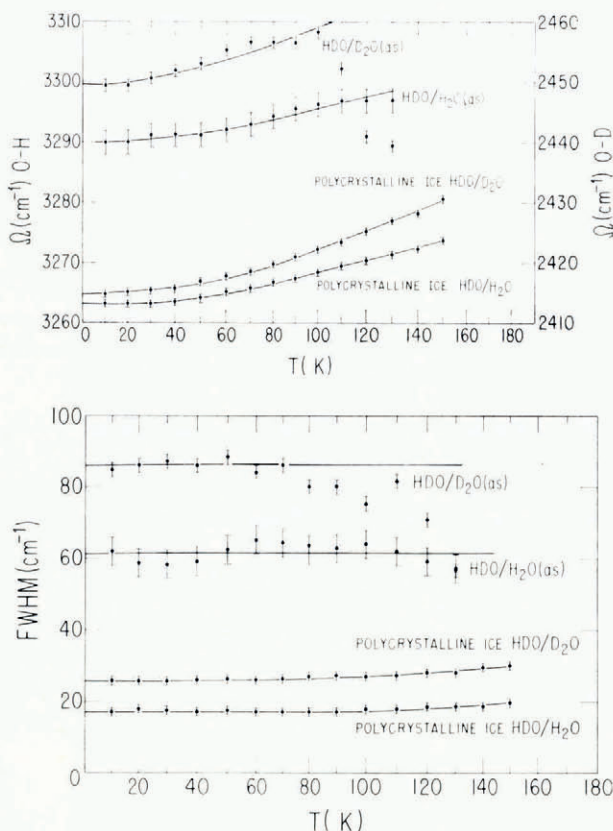 3310
3300
3290
3280
3270
3260
Ω(cm⁻¹) O-H
2460
2450
2440
2430
2420
2410
Ω(cm⁻¹) O-D
HDO/D₂O(as)
HDO/H₂O(as)
POLYCRYSTALLINE ICE HDO/D₂O
POLYCRYSTALLINE ICE HDO/H₂O
0 20 40 60 80 100 120 140 160 180
T(K)
100
80
60
40
20
0
FWHM(cm⁻¹)
HDO/D₂O(as)
HDO/H₂O(as)
POLYCRYSTALLINE ICE HDO/D₂O
POLYCRYSTALLINE ICE HDO/H₂O
20 40 60 80 100 120 140 160 180
T(K)